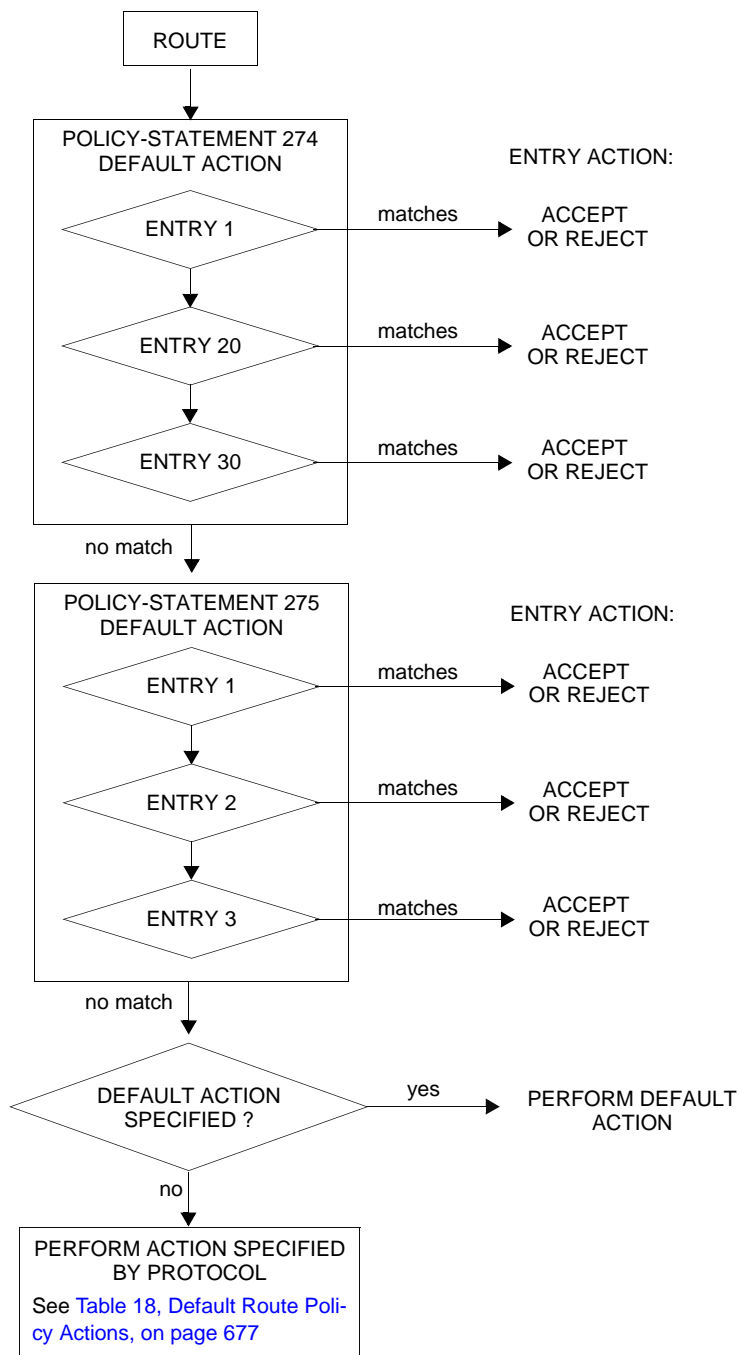 ROUTE
POLICY-STATEMENT 274
DEFAULT ACTION
ENTRY ACTION:
ENTRY 1
matches
ACCEPT
OR REJECT
ENTRY 20
matches
ACCEPT
OR REJECT
ENTRY 30
matches
ACCEPT
OR REJECT
no match
POLICY-STATEMENT 275
DEFAULT ACTION
ENTRY ACTION:
ENTRY 1
matches
ACCEPT
OR REJECT
ENTRY 2
matches
ACCEPT
OR REJECT
ENTRY 3
matches
ACCEPT
OR REJECT
no match
DEFAULT ACTION
SPECIFIED ?
yes
PERFORM DEFAULT
ACTION
no
PERFORM ACTION SPECIFIED
BY PROTOCOL
See Table 18, Default Route Poli-
cy Actions, on page 677